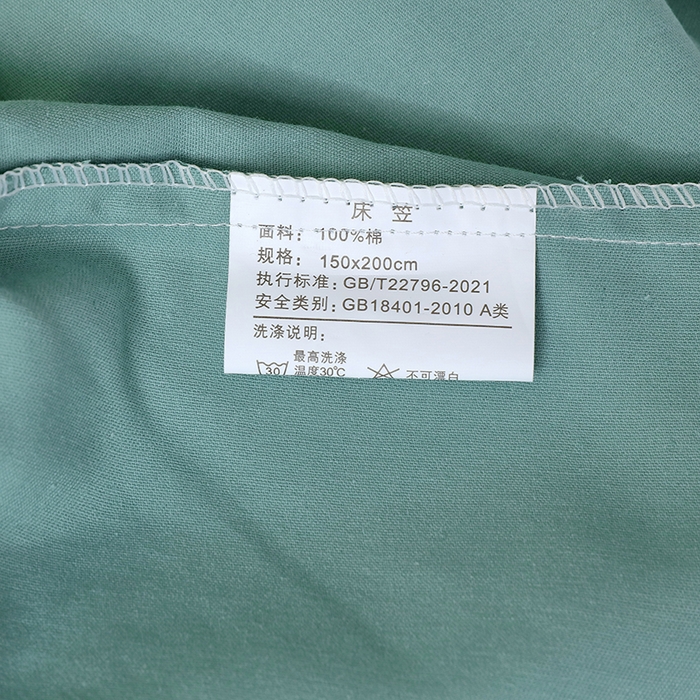 床笠
面料：100%棉
规格：150x200cm
执行标准：GB/T22796-2021
安全类别：GB18401-2010 A类
洗涤说明：
最高洗涤
30 温度30℃ 不可漂白